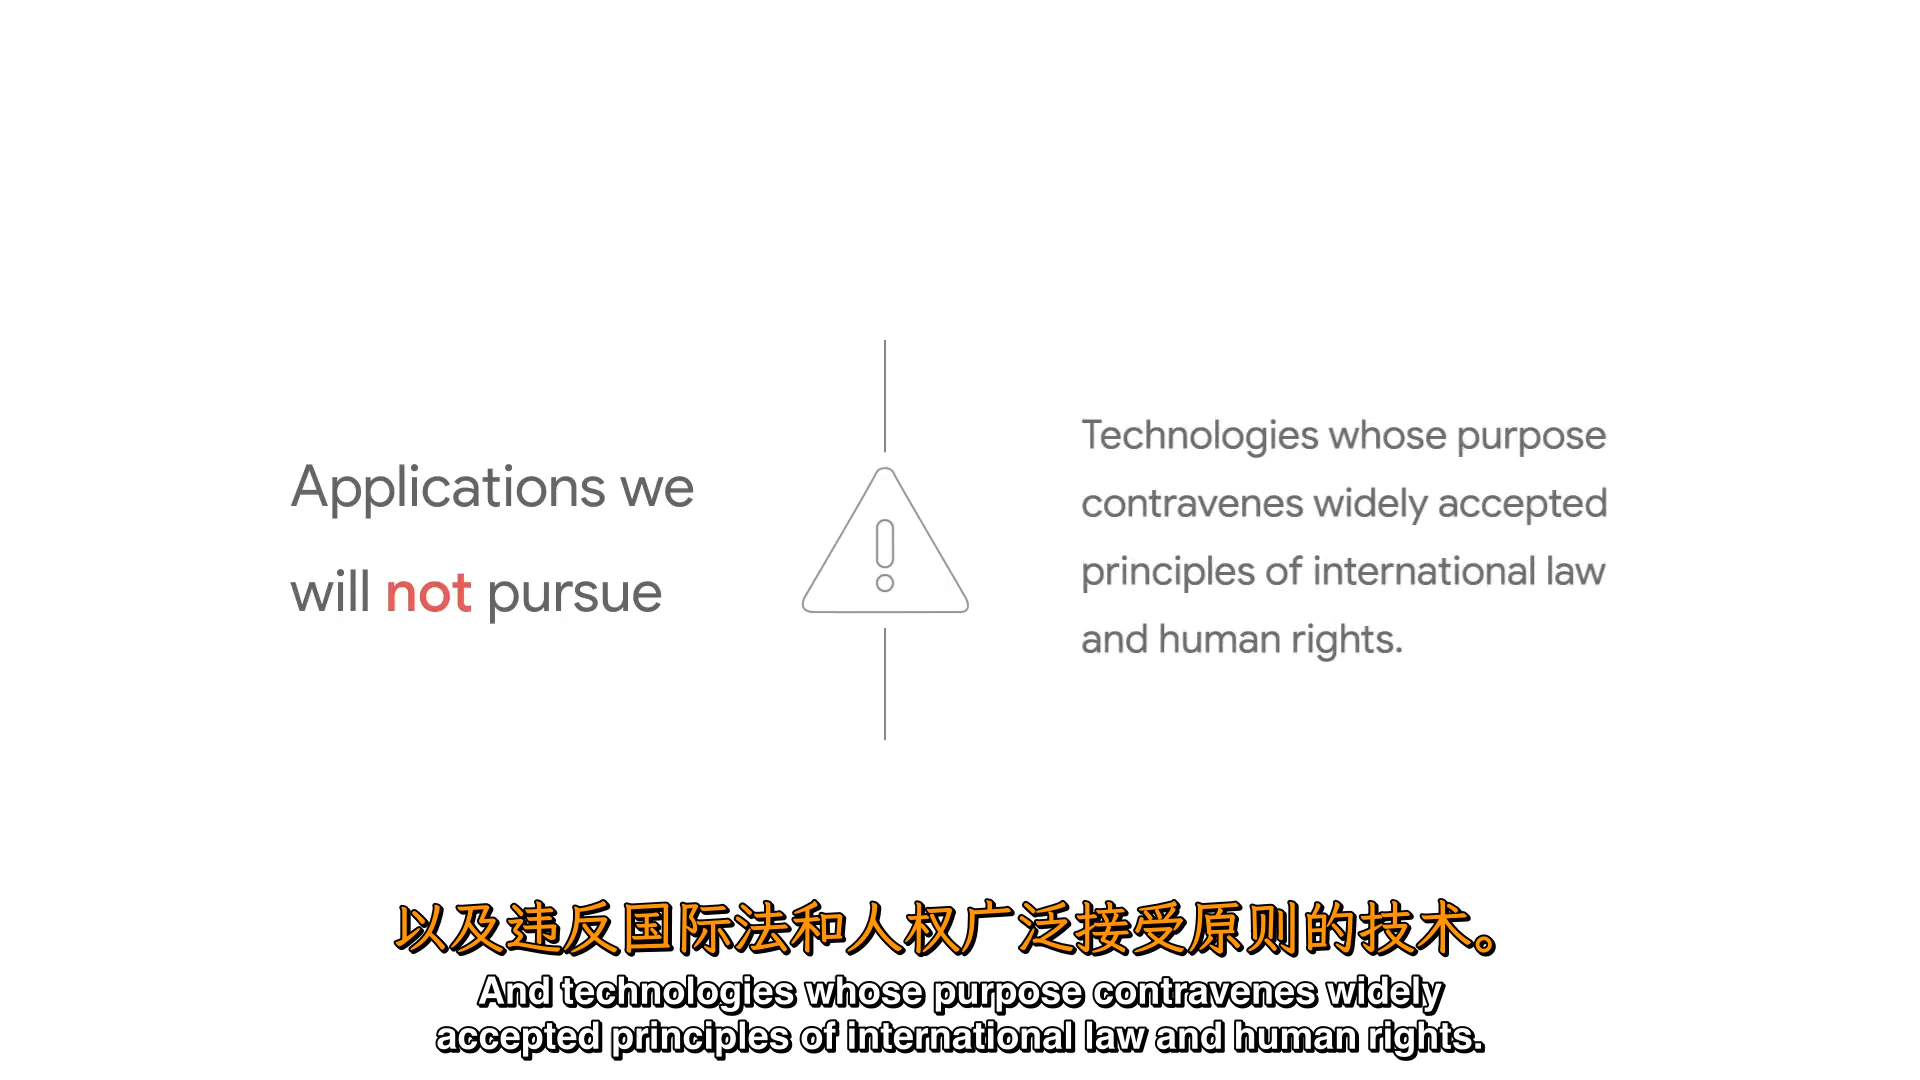 Applications we
will not pursue
Technologies whose purpose
contravenes widely accepted
principles of international law
and human rights.
以及违反国际法和人权广泛接受原则的技术。
And technologies whose purpose contravenes widely
accepted principles of international law and human rights.